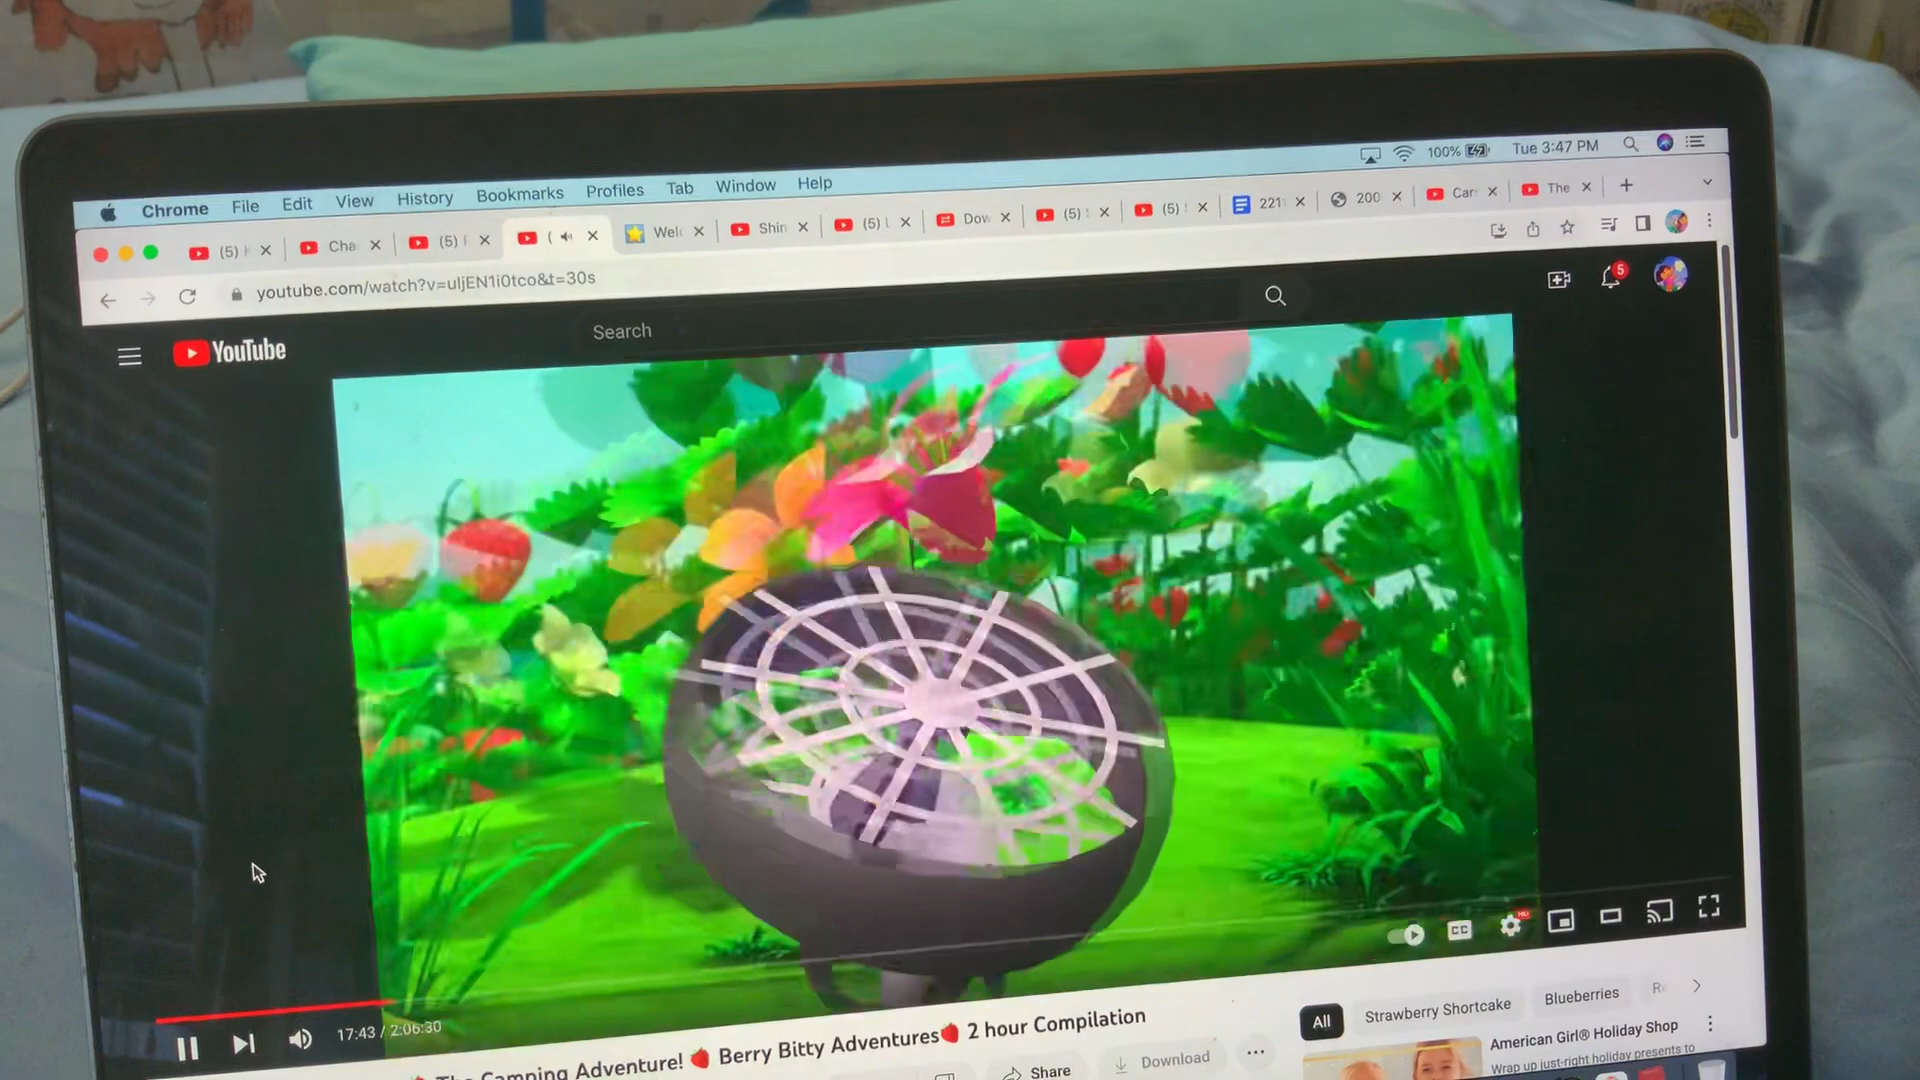 Chrome File Edit View History Bookmarks Profiles Tab Window Help 100% Tue 3:47 PM
(5) Cha (5) ( Wel Shin (5) L Dow (5) (5) 221 200 Car The
youtube.com/watch?v=uljEN1i0tco&t=30s
YouTube Search 5
CC HD
17:43 / 2:06:30
The Camping Adventure! Berry Bitty Adventures 2 hour Compilation
Share Download ...
All Strawberry Shortcake Blueberries
American Girl® Holiday Shop
Wrap up just-right holiday presents to